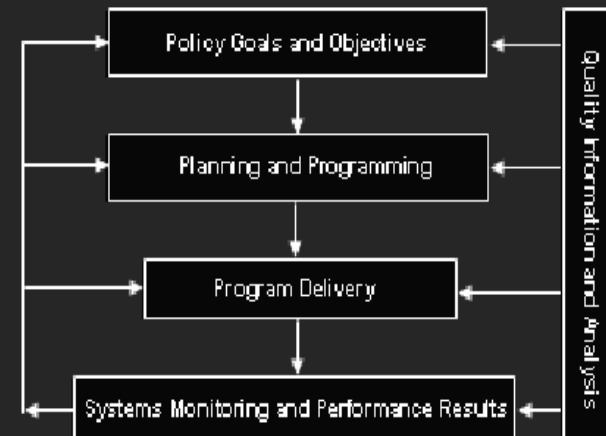 Policy Goals and Objectives
Planning and Programming
Program Delivery
Systems Monitoring and Performance Results
Quality Information and Analysis